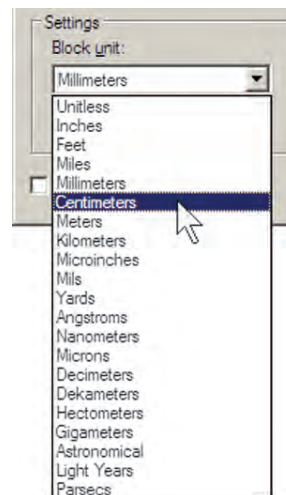 Settings
Block unit:
Millimeters
Unitless
Inches
Feet
Miles
Millimeters
Centimeters
Meters
Kilometers
Microinches
Mils
Yards
Angstroms
Nanometers
Microns
Decimeters
Dekameters
Hectometers
Gigameters
Astronomical
Light Years
Parsecs